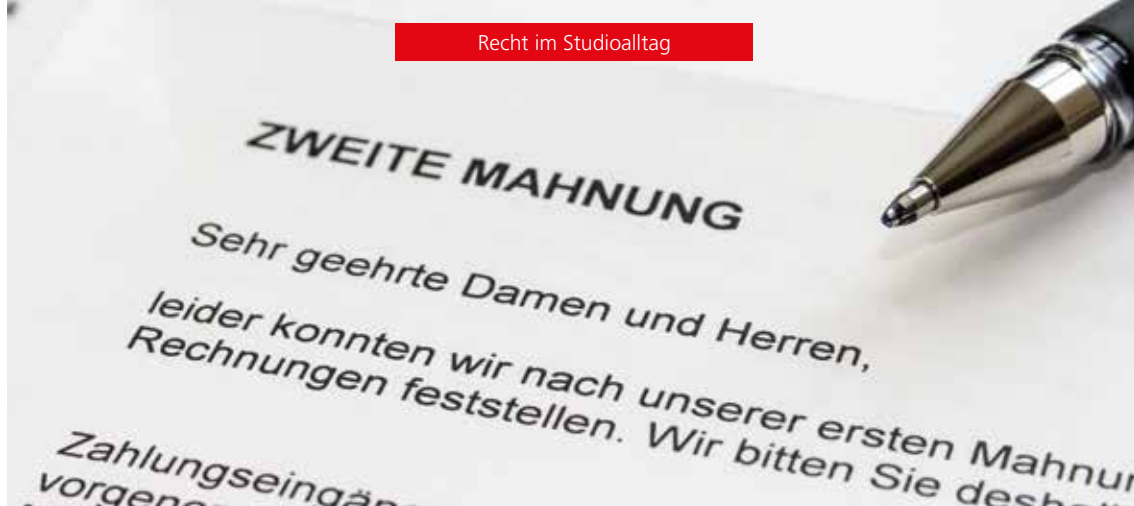 Recht im Studioalltag
ZWEITE MAHNUNG
Sehr geehrte Damen und Herren,
leider konnten wir nach unserer ersten
Rechnungen feststellen. Wir bitten Sie